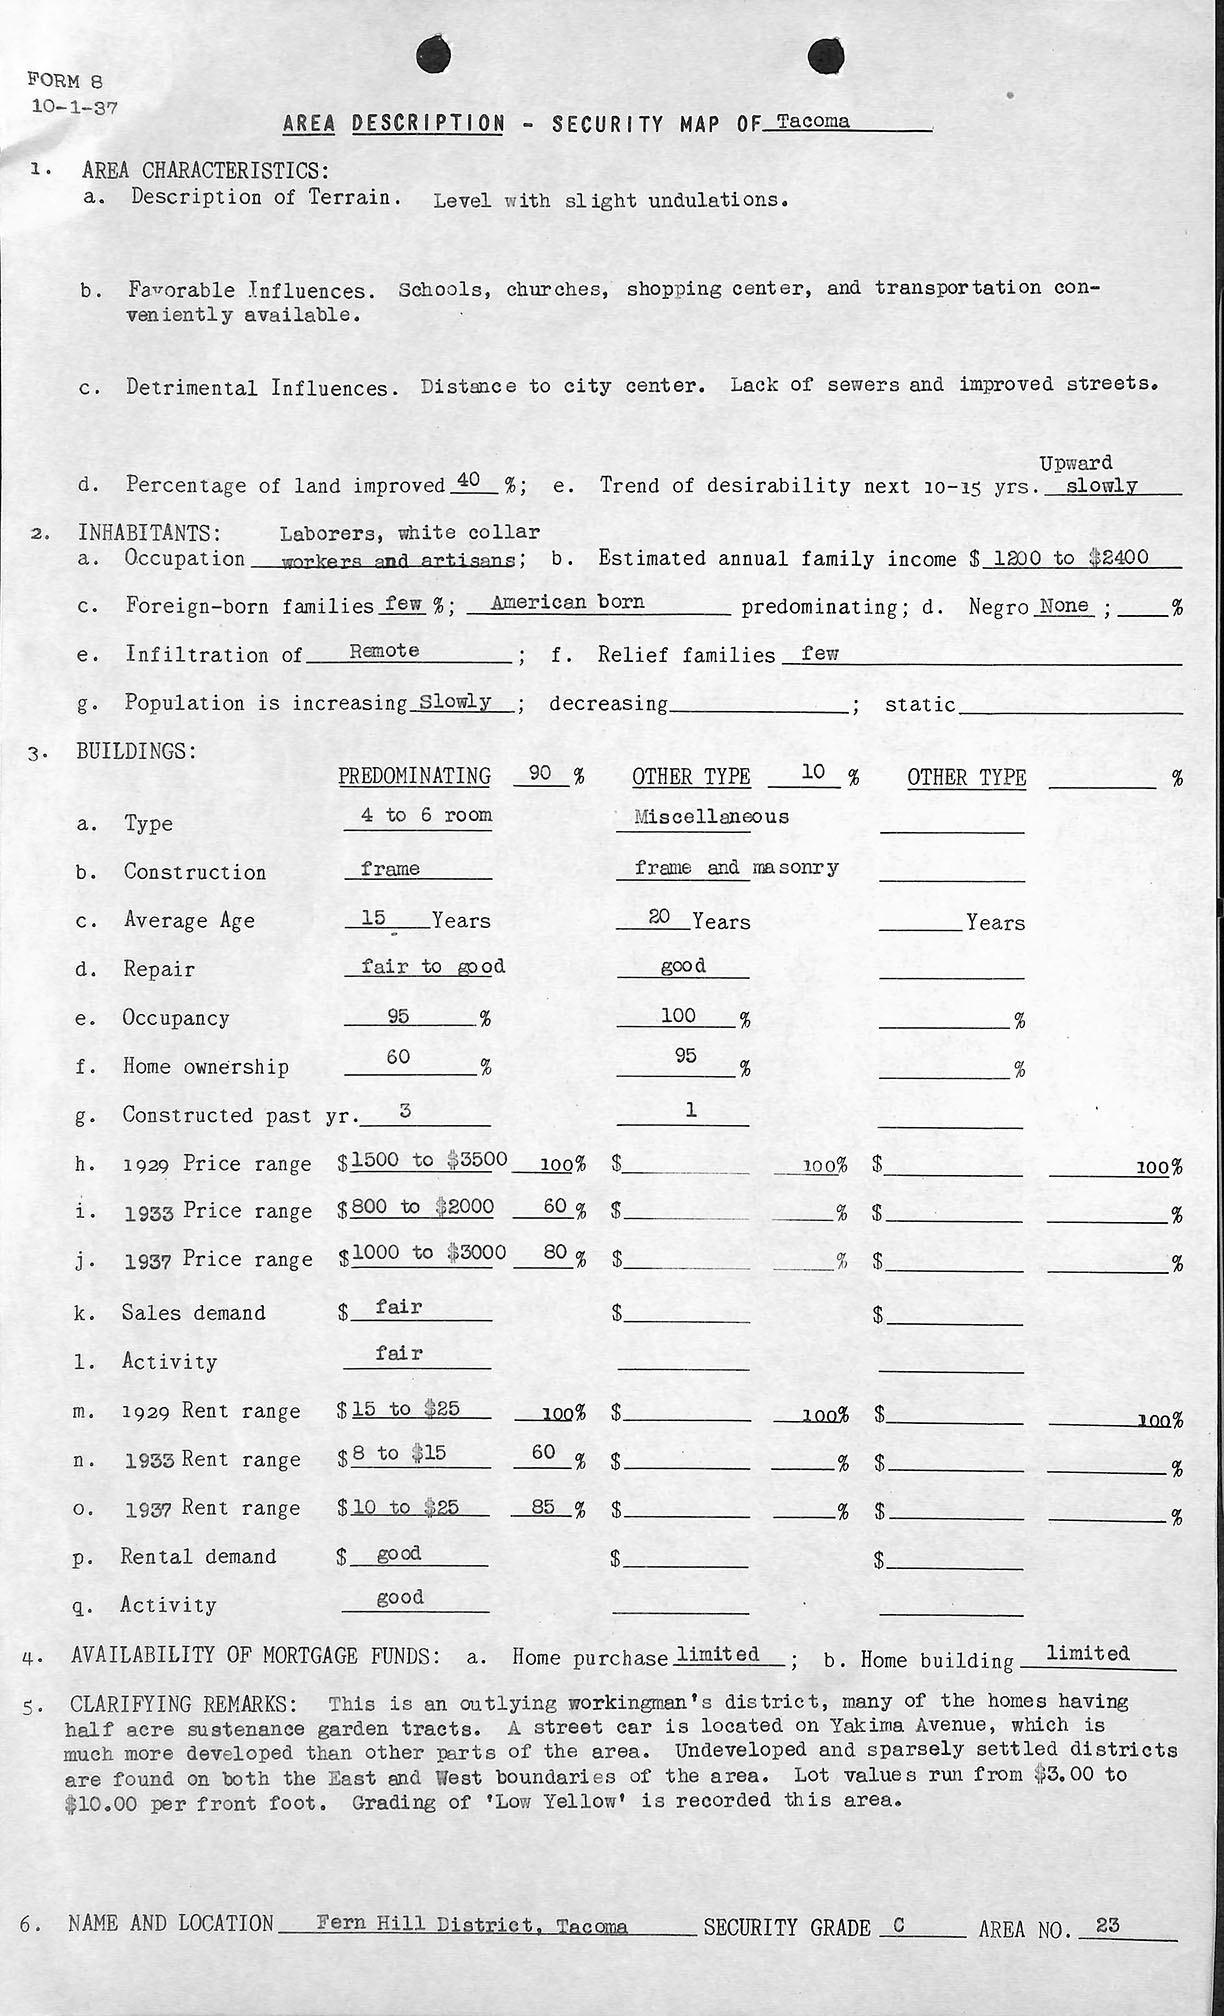 FORM 8
10-1-37
AREA DESCRIPTION - SECURITY MAP OF Tacoma
1. AREA CHARACTERISTICS:
a. Description of Terrain. Level with slight undulations.
b. Favorable Influences. Schools, churches, shopping center, and transportation con-
veniently available.
c. Detrimental Influences. Distance to city center. Lack of sewers and improved streets.
Upward
d. Percentage of land improved 40 %; e. Trend of desirability next 10-15 yrs. slowly
2. INHABITANTS: Laborers, white collar
a. Occupation workers and artisans; b. Estimated annual family income $ 1200 to $2400
c. Foreign-born families few %; American born predominating; d. Negro None ; %
e. Infiltration of Remote ; f. Relief families few
g. Population is increasing Slowly ; decreasing ; static
3. BUILDINGS:
PREDOMINATING 90 % OTHER TYPE 10 % OTHER TYPE %
a. Type 4 to 6 room Miscellaneous
b. Construction frame frame and masonry
c. Average Age 15 Years 20 Years Years
d. Repair fair to good good
e. Occupancy 95 % 100 % %
f. Home ownership 60 % 95 % %
g. Constructed past yr. 3 1
h. 1929 Price range $1500 to $3500 100% $ 100% $ 100%
i. 1933 Price range $800 to $2000 60 % $ % $ %
j. 1937 Price range $1000 to $3000 80 % $ % $ %
k. Sales demand $ fair $ $
l. Activity fair
m. 1929 Rent range $15 to $25 100% $ 100% $ 100%
n. 1933 Rent range $8 to $15 60 % $ % $ %
o. 1937 Rent range $10 to $25 85 % $ % $ %
p. Rental demand $ good $ $
q. Activity good
4. AVAILABILITY OF MORTGAGE FUNDS: a. Home purchase limited ; b. Home building limited
5. CLARIFYING REMARKS: This is an outlying workingman's district, many of the homes having
half acre sustenance garden tracts. A street car is located on Yakima Avenue, which is
much more developed than other parts of the area. Undeveloped and sparsely settled districts
are found on both the East and West boundaries of the area. Lot values run from $3.00 to
$10.00 per front foot. Grading of 'Low Yellow' is recorded this area.
6. NAME AND LOCATION Fern Hill District, Tacoma SECURITY GRADE C AREA NO. 23